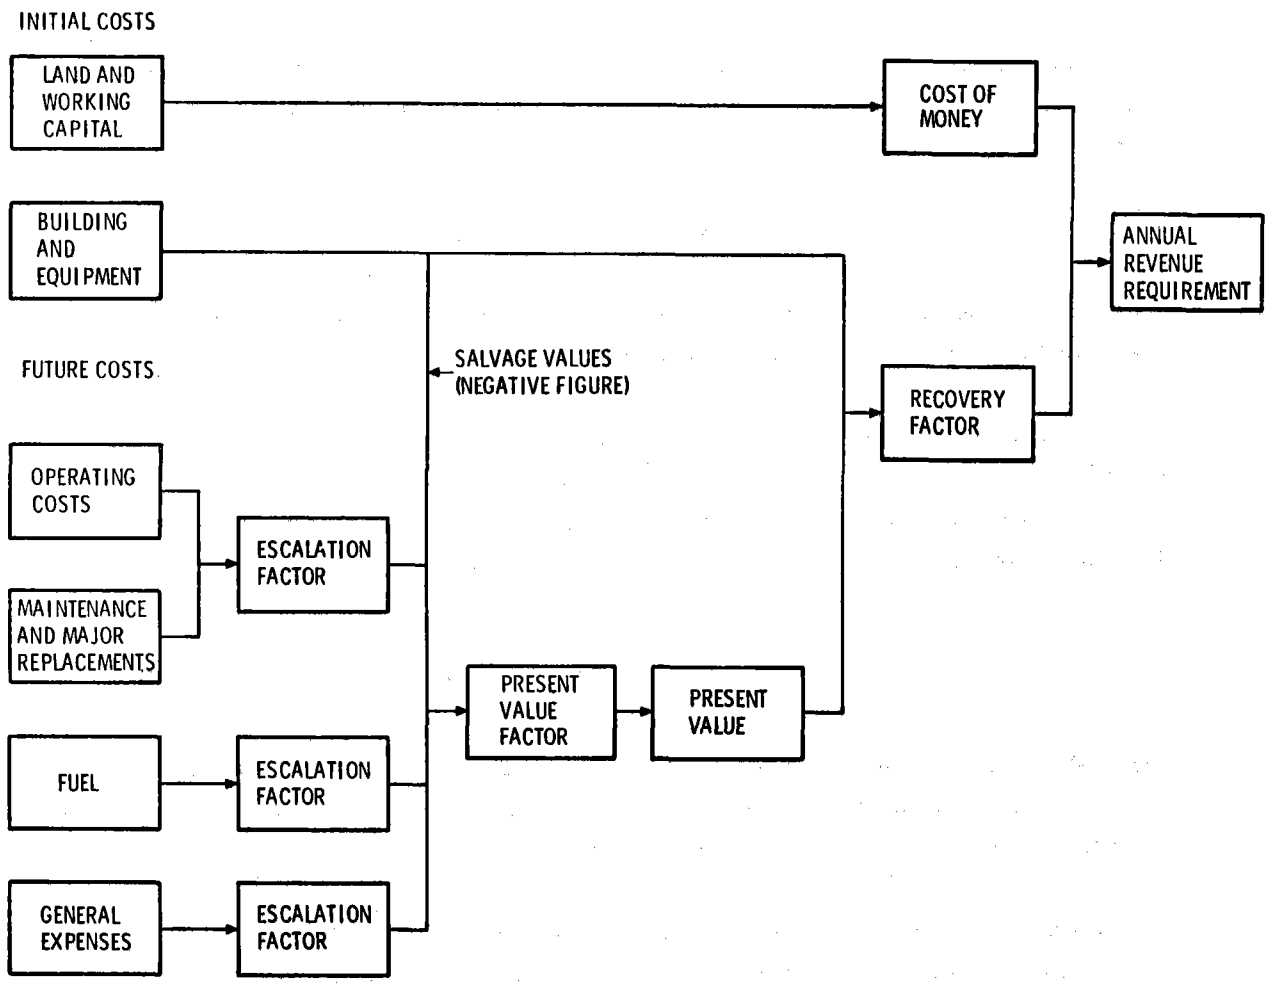 INITIAL COSTS
LAND AND
WORKING
CAPITAL
COST OF
MONEY
BUILDING
AND
EQUIPMENT
ANNUAL
REVENUE
REQUIREMENT
FUTURE COSTS
SALVAGE VALUES
(NEGATIVE FIGURE)
RECOVERY
FACTOR
OPERATING
COSTS
ESCALATION
FACTOR
MAINTENANCE
AND MAJOR
REPLACEMENTS
PRESENT
VALUE
FACTOR
PRESENT
VALUE
FUEL
ESCALATION
FACTOR
GENERAL
EXPENSES
ESCALATION
FACTOR